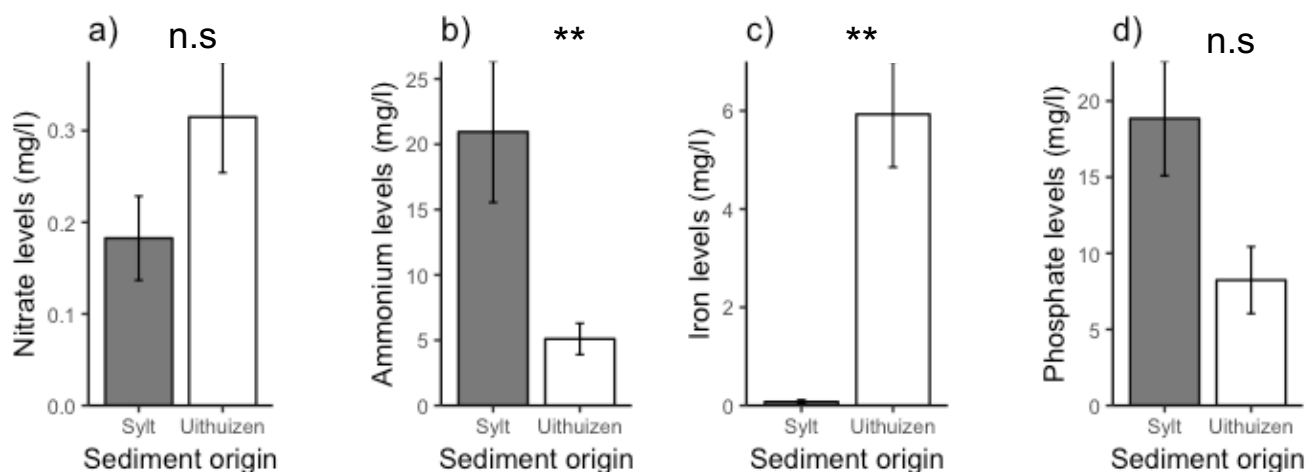 a)
n.s
Nitrate levels (mg/l)
0.3
0.2
0.1
0.0
Sylt Uithuizen
Sediment origin
b)
**
Ammonium levels (mg/l)
25
20
15
10
5
0
Sylt Uithuizen
Sediment origin
c)
**
Iron levels (mg/l)
6
4
2
0
Sylt Uithuizen
Sediment origin
d)
n.s
Phosphate levels (mg/l)
20
15
10
5
0
Sylt Uithuizen
Sediment origin